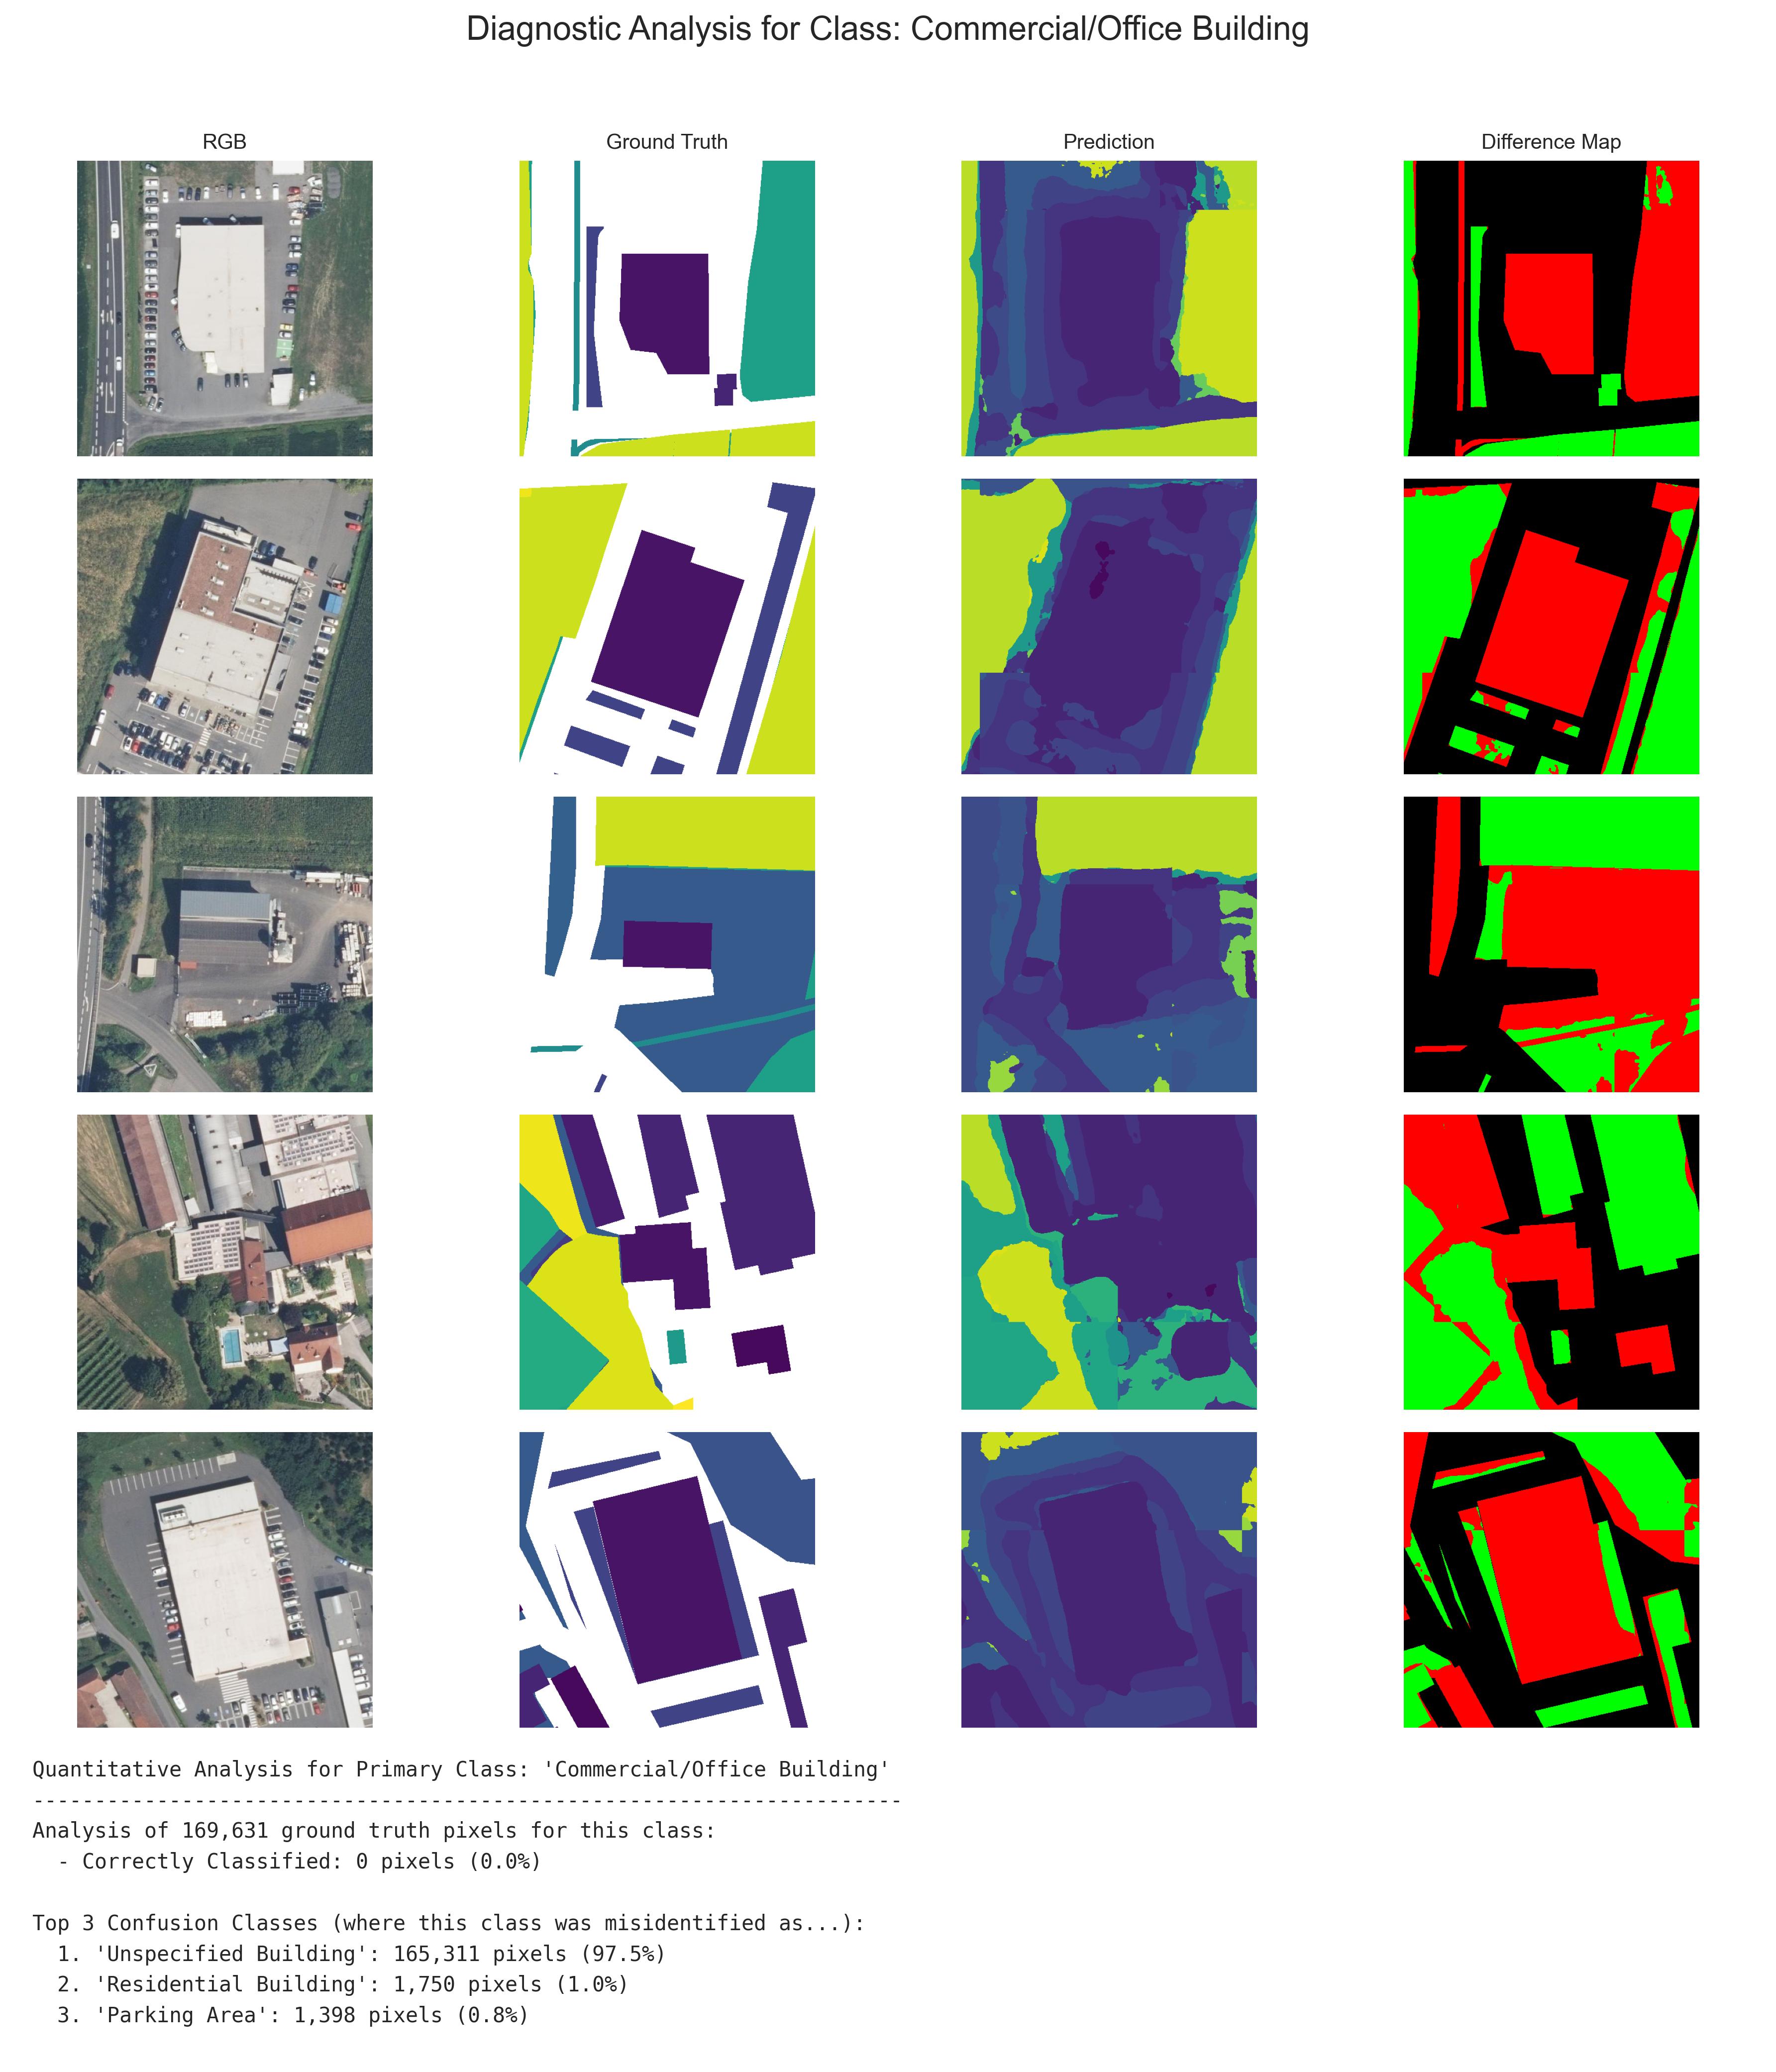 Diagnostic Analysis for Class: Commercial/Office Building
RGB Ground Truth Prediction Difference Map
Quantitative Analysis for Primary Class: 'Commercial/Office Building'
----------------------------------------------------------------------
Analysis of 169,631 ground truth pixels for this class:
- Correctly Classified: 0 pixels (0.0%)
Top 3 Confusion Classes (where this class was misidentified as...):
1. 'Unspecified Building': 165,311 pixels (97.5%)
2. 'Residential Building': 1,750 pixels (1.0%)
3. 'Parking Area': 1,398 pixels (0.8%)